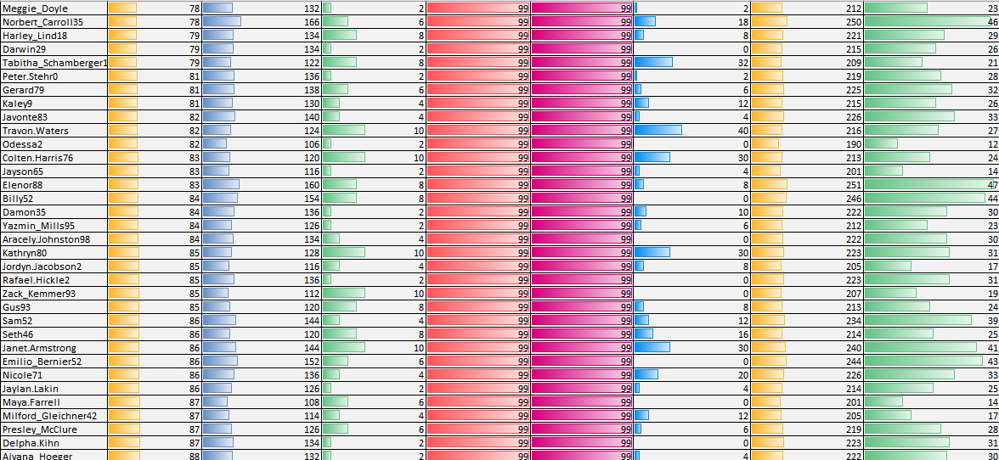 Meggie_Doyle 78 132 2 99 99 2 212 23
Norbert_Carroll35 78 166 6 99 99 18 250 46
Harley_Lind18 79 134 8 99 99 8 221 29
Darwin29 79 134 2 99 99 0 215 26
Tabitha_Schamberger1 79 122 8 99 99 32 209 21
Peter.Stehr0 81 136 2 99 99 2 219 28
Gerard79 81 138 6 99 99 6 225 32
Kaley9 81 130 4 99 99 12 215 26
Javonte83 82 140 4 99 99 4 226 33
Travon.Waters 82 124 10 99 99 40 216 27
Odessa2 82 106 2 99 99 0 190 12
Colten.Harris76 83 120 10 99 99 30 213 24
Jayson65 83 116 2 99 99 4 201 14
Elenor88 83 160 8 99 99 8 251 47
Billy52 84 154 8 99 99 0 246 44
Damon35 84 136 2 99 99 10 222 30
Yazmin_Mills95 84 126 2 99 99 6 212 23
Aracely.Johnston98 84 134 4 99 99 0 222 30
Kathryn80 85 128 10 99 99 30 223 31
Jordyn.Jacobson2 85 116 4 99 99 8 205 17
Rafael.Hickle2 85 136 2 99 99 0 223 31
Zack_Kemmer93 85 112 10 99 99 0 207 19
Gus93 85 120 8 99 99 8 213 24
Sam52 86 144 4 99 99 12 234 39
Seth46 86 120 8 99 99 16 214 25
Janet.Armstrong 86 144 10 99 99 30 240 41
Emilio_Bernier52 86 152 6 99 99 0 244 43
Nicole71 86 136 4 99 99 20 226 33
Jaylan.Lakin 86 126 2 99 99 4 214 25
Maya.Farrell 87 108 6 99 99 0 201 14
Milford_Gleichner42 87 114 4 99 99 12 205 17
Presley_McClure 87 126 6 99 99 6 219 28
Delpha.Kihn 87 134 2 99 99 0 223 31
Aiyana_Hoeger 88 132 2 99 99 4 222 30